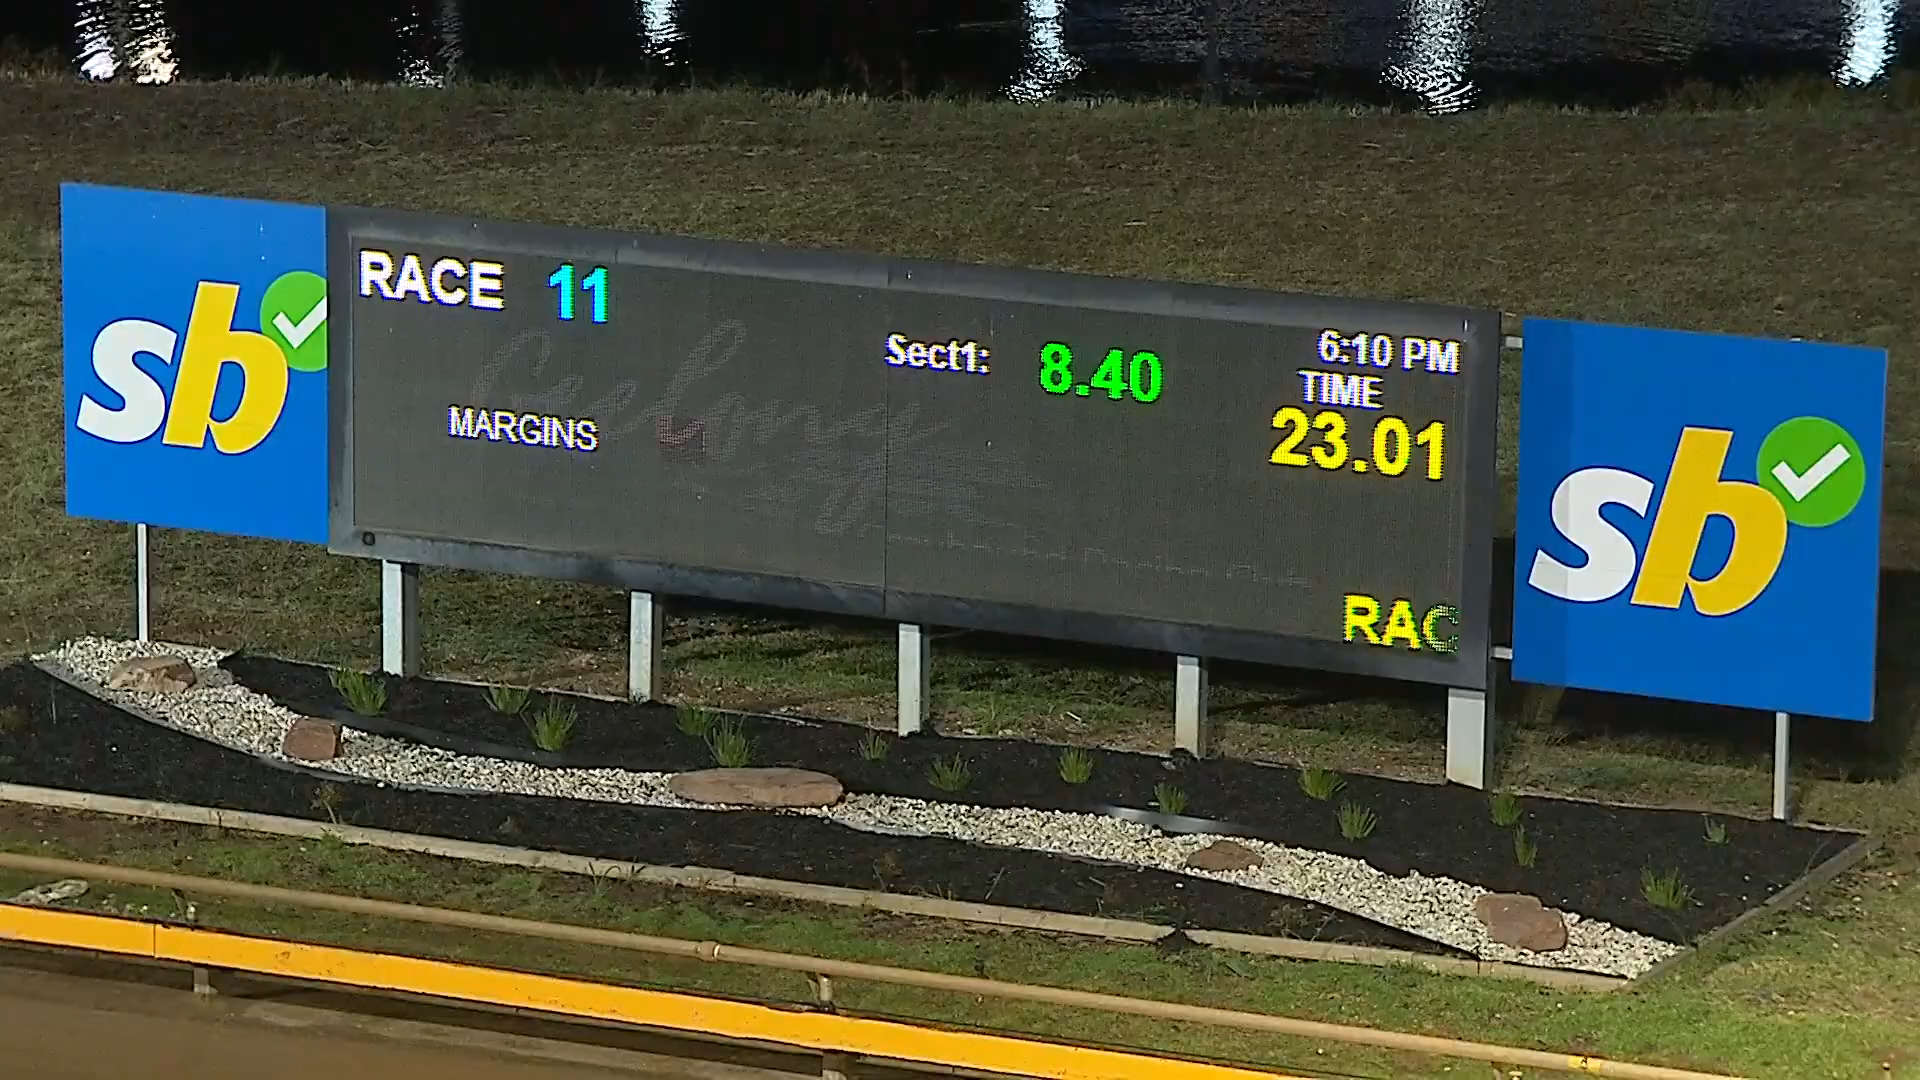 sb
RACE 11
Sect1: 8.40
6:10 PM
TIME
23.01
MARGINS
RAC
sb